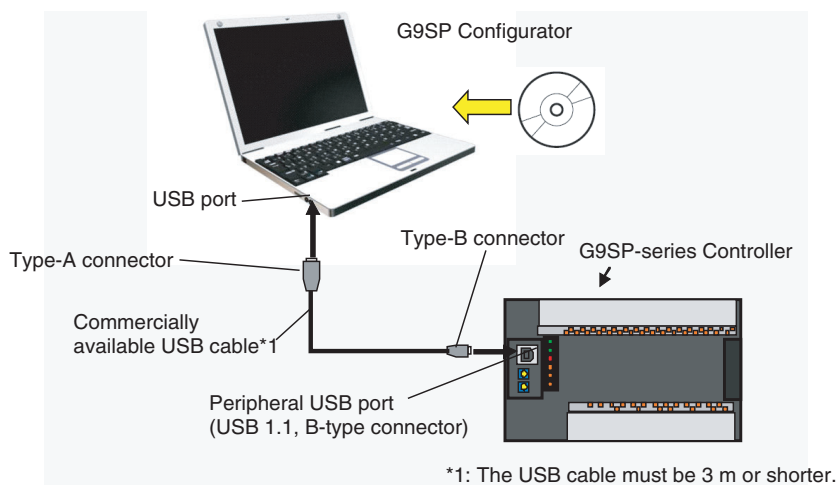 G9SP Configurator
USB port
Type-B connector
G9SP-series Controller
Type-A connector
Commercially
available USB cable*1
Peripheral USB port
(USB 1.1, B-type connector)
*1: The USB cable must be 3 m or shorter.